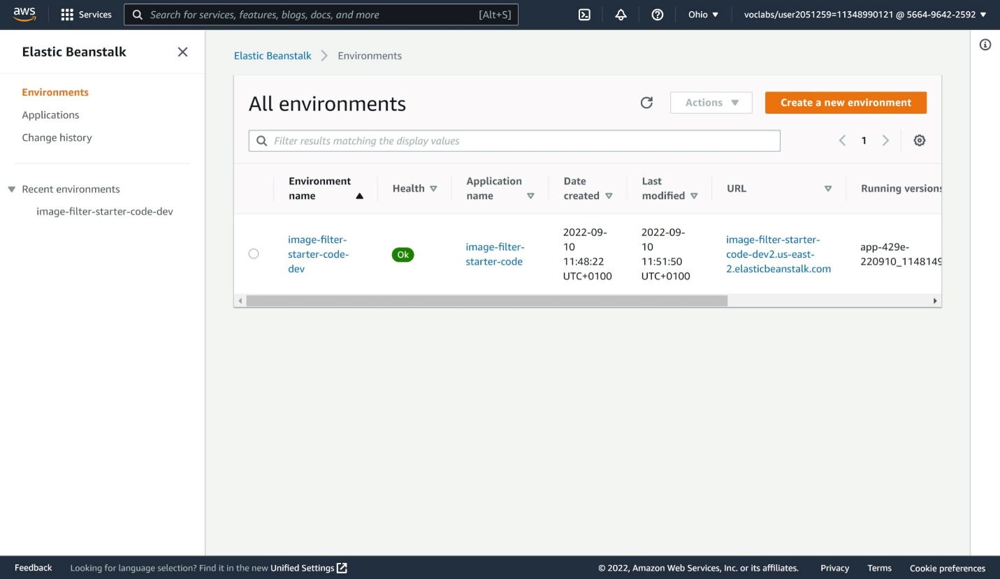 aws Services Search for services, features, blogs, docs, and more [Alt+S] Ohio voclabs/user2051259=11348990121 @ 5664-9642-2592
Elastic Beanstalk
Environments
Applications
Change history
Recent environments
image-filter-starter-code-dev
Elastic Beanstalk Environments
All environments Actions Create a new environment
Filter results matching the display values 1
Environment name Health Application name Date created Last modified URL Running versions
image-filter-
starter-code-
dev
Ok
image-filter-
starter-code
2022-09-
10
11:48:22
UTC+0100
2022-09-
10
11:51:50
UTC+0100
image-filter-starter-
code-dev2.us-east-
2.elasticbeanstalk.com
app-429e-
220910_1148149
Feedback Looking for language selection? Find it in the new Unified Settings © 2022, Amazon Web Services, Inc. or its affiliates. Privacy Terms Cookie preferences